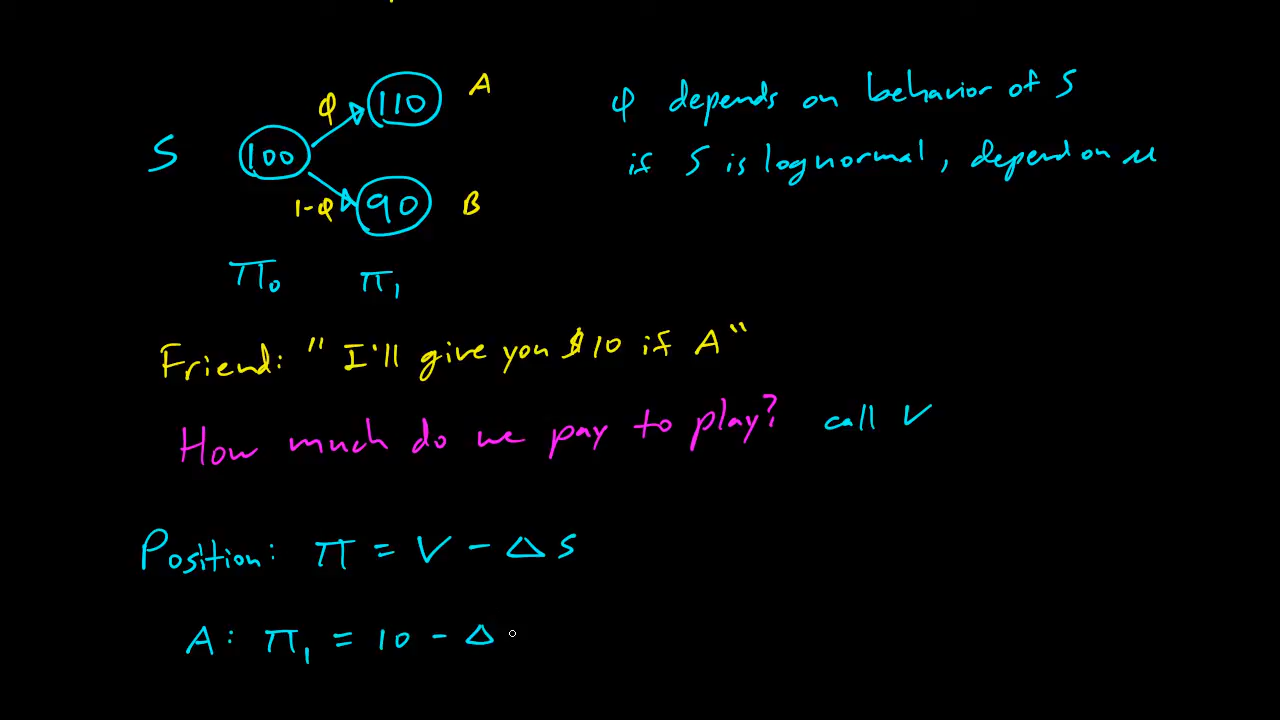 φ 110 A
S 100
1-φ 90 B
φ depends on behavior of S
if S is lognormal, depend on μ
π₀ π₁
Friend: "I'll give you $10 if A"
How much do we pay to play? call V
Position: π = V - Δ S
A: π₁ = 10 - Δ